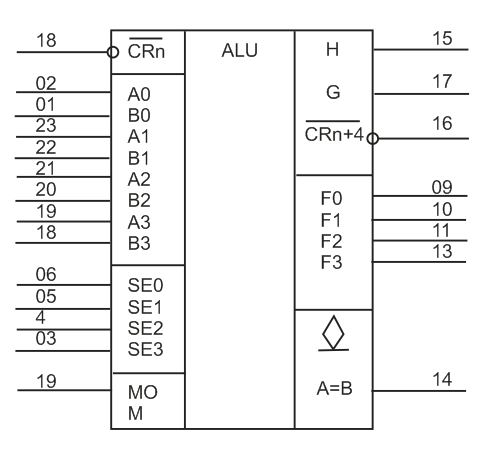 18 CRn ALU H 15
G 17
02 A0
01 B0 CRn+4 16
23 A1
22 B1
21 A2
20 B2 F0 09
19 A3 F1 10
18 B3 F2 11
F3 13
06 SE0
05 SE1
4 SE2
03 SE3
19 MO A=B 14
M